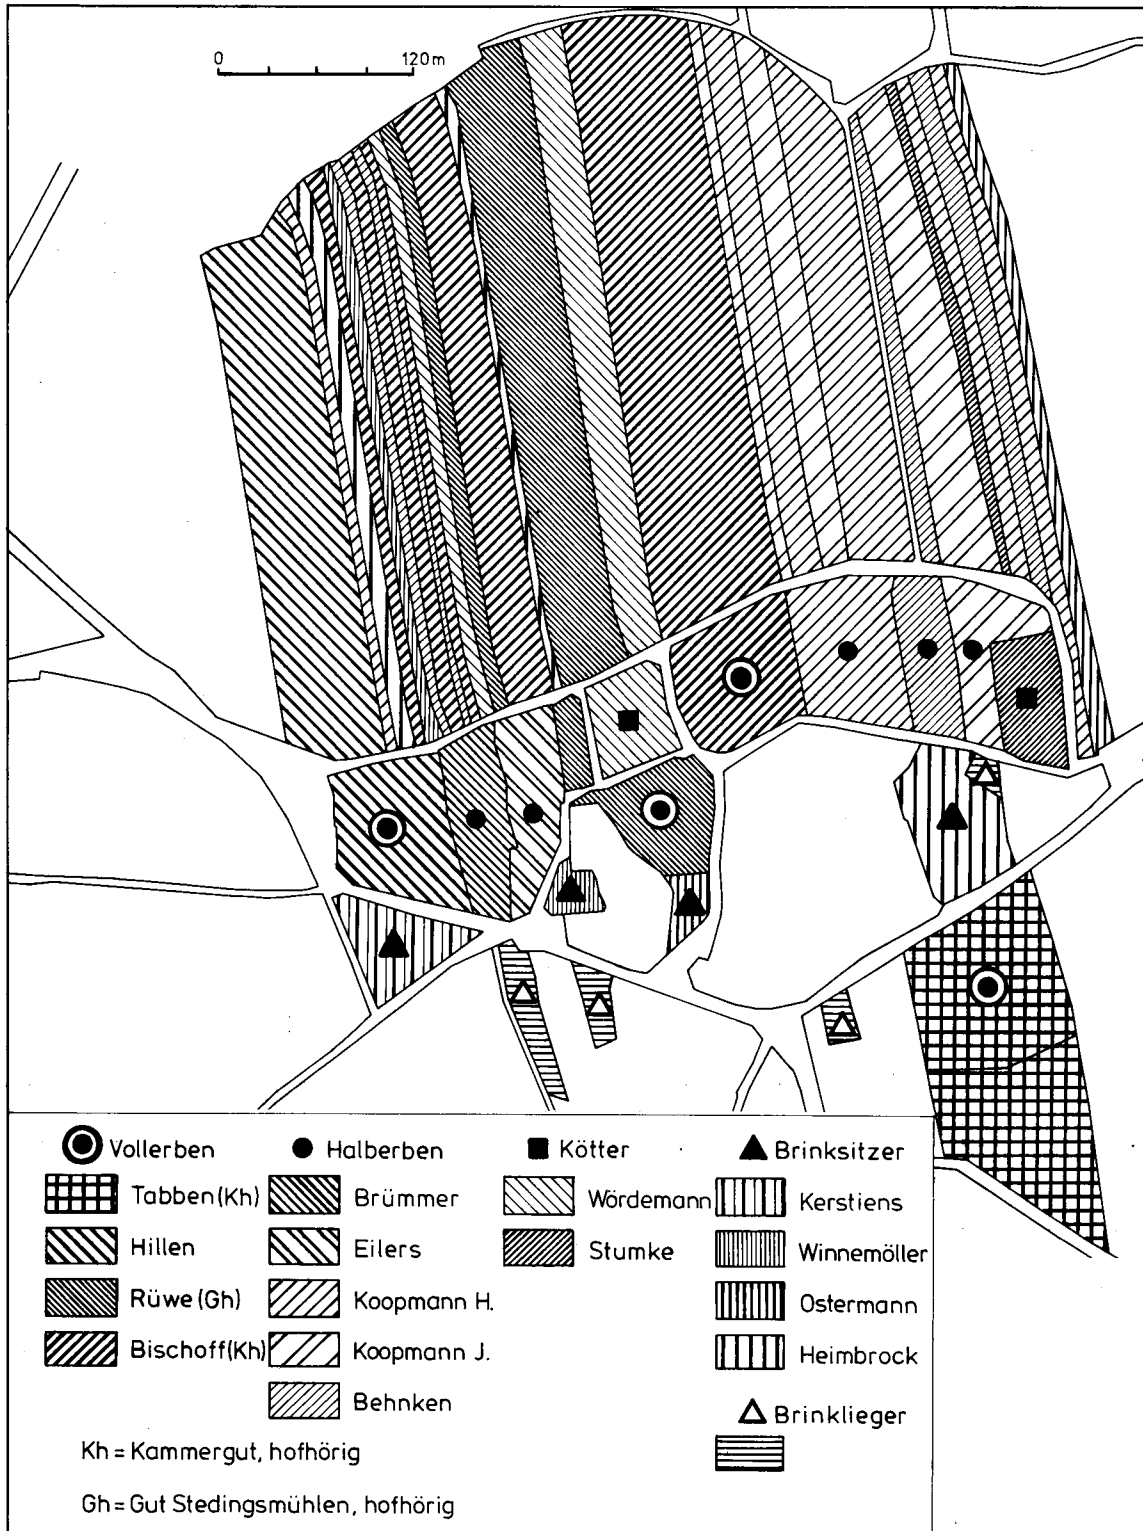 0 120m
Vollerben
Tabben(Kh)
Hillen
Rüwe(Gh)
Bischoff(Kh)
Halberben
Brümmer
Eilers
Koopmann H.
Koopmann J.
Behnken
Kötter
Wördemann
Stumke
Brinksitzer
Kerstiens
Winnemöller
Ostermann
Heimbrock
Brinklieger
Kh = Kammergut, hofhörig
Gh = Gut Stedingsmühlen, hofhörig